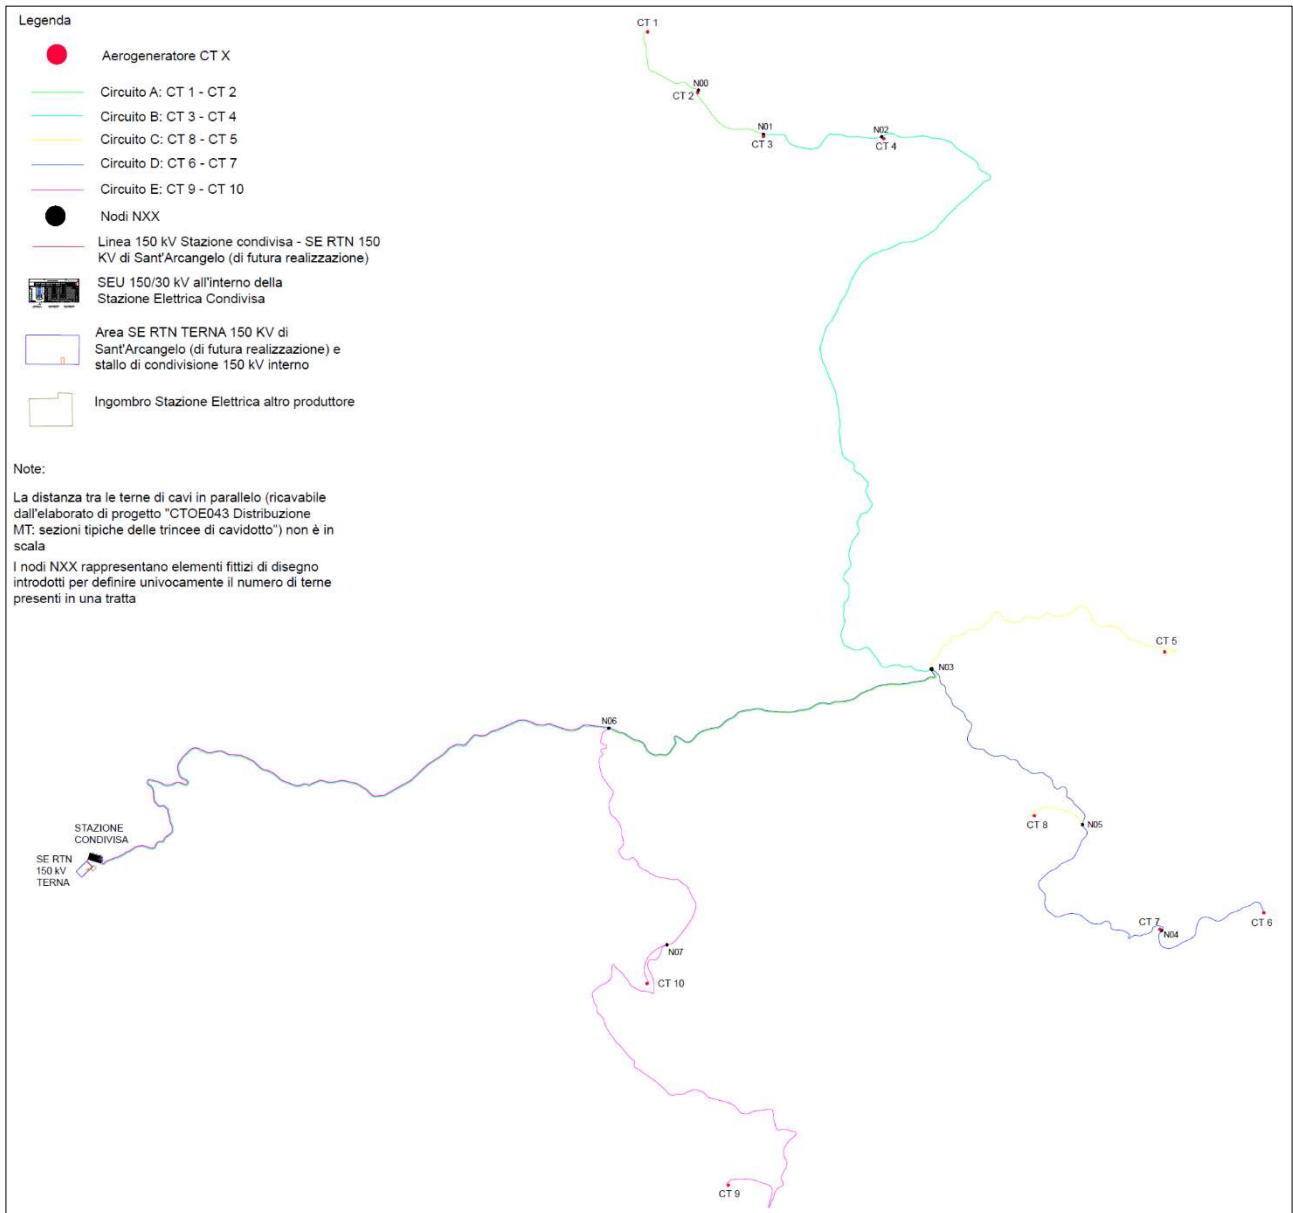 Legenda
Aerogeneratore CT X
Circuito A: CT 1 - CT 2
Circuito B: CT 3 - CT 4
Circuito C: CT 8 - CT 5
Circuito D: CT 6 - CT 7
Circuito E: CT 9 - CT 10
Nodi NXX
Linea 150 kV Stazione condivisa - SE RTN 150
KV di Sant'Arcangelo (di futura realizzazione)
SEU 150/30 kV all'interno della
Stazione Elettrica Condivisa
Area SE RTN TERNA 150 KV di
Sant'Arcangelo (di futura realizzazione) e
stallo di condivisione 150 kV interno
Ingombro Stazione Elettrica altro produttore
Note:
La distanza tra le terne di cavi in parallelo (ricavabile
dall'elaborato di progetto "CTOE043 Distribuzione
MT: sezioni tipiche delle trincee di cavidotto") non è in
scala
I nodi NXX rappresentano elementi fittizi di disegno
introdotti per definire univocamente il numero di terne
presenti in una tratta
CT 1
N00
CT 2
N01
CT 3
N02
CT 4
CT 5
N03
N06
CT 8
N05
STAZIONE
CONDIVISA
SE RTN
150 kV
TERNA
CT 7
N04
CT 6
N07
CT 10
CT 9